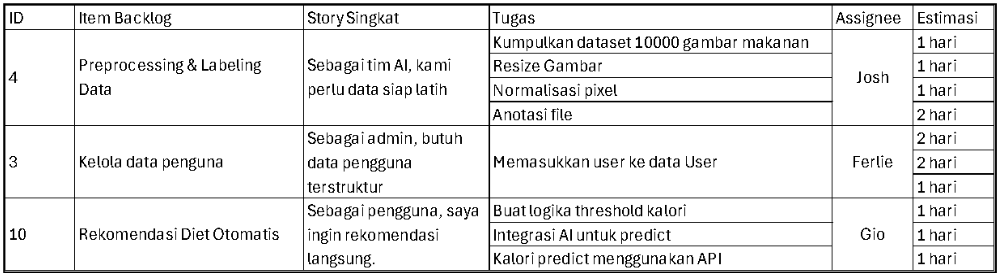 ID Item Backlog Story Singkat Tugas Assignee Estimasi
4 Preprocessing & Labeling Data Sebagai tim AI, kami perlu data siap latih Kumpulkan dataset 10000 gambar makanan Josh 1 hari
Resize Gambar 1 hari
Normalisasi pixel 1 hari
Anotasi file 2 hari
3 Kelola data penguna Sebagai admin, butuh data pengguna terstruktur Memasukkan user ke data User Ferlie 2 hari
2 hari
1 hari
10 Rekomendasi Diet Otomatis Sebagai pengguna, saya ingin rekomendasi langsung. Buat logika threshold kalori Gio 1 hari
Integrasi AI untuk predict 1 hari
Kalori predict menggunakan API 1 hari